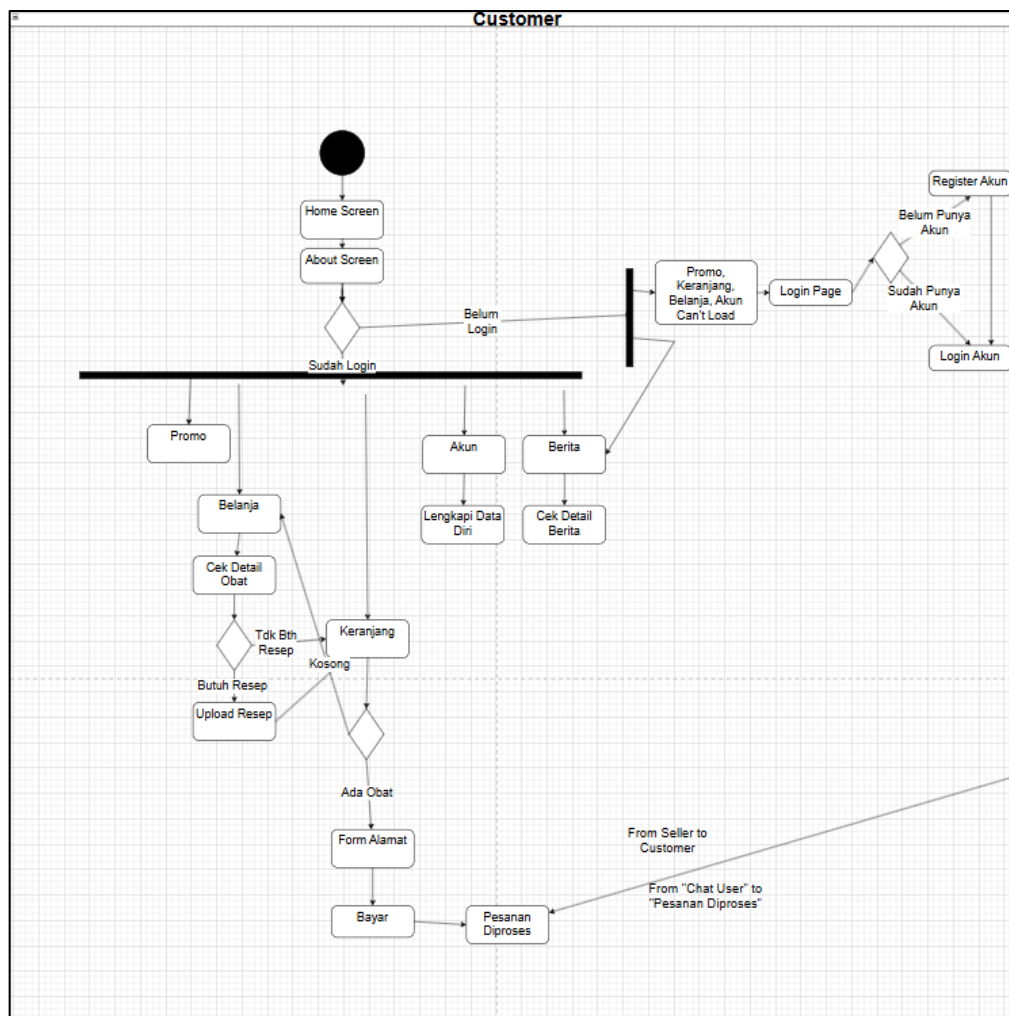 Customer
Home Screen
About Screen
Belum
Login
Sudah Login
Promo,
Keranjang,
Belanja, Akun
Can't Load
Login Page
Register Akun
Belum Punya
Akun
Sudah Punya
Akun
Login Akun
Promo
Akun
Berita
Belanja
Lengkapi Data
Diri
Cek Detail
Berita
Cek Detail
Obat
Tdk Bth
Resep
Keranjang
Kosong
Butuh Resep
Upload Resep
Ada Obat
Form Alamat
Bayar
Pesanan
Diproses
From Seller to
Customer
From "Chat User" to
"Pesanan Diproses"